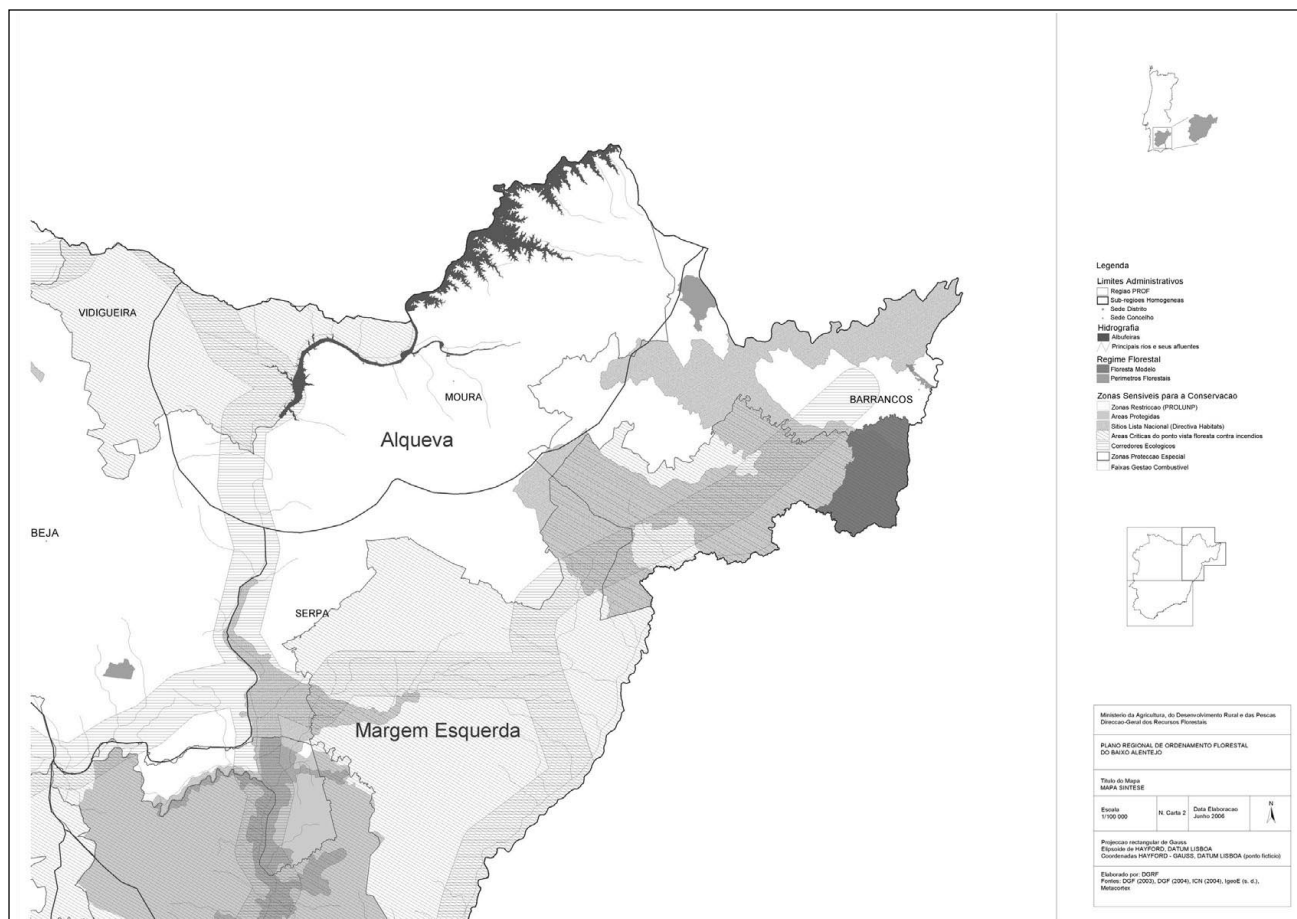 VIDIGUEIRA
MOURA
BARRANCOS
Alqueva
BEJA
SERPA
Margem Esquerda
Legenda
Limites Administrativos
Regiao PROF
Sub-regioes Homogeneas
Sede Distrito
Sede Concelho
Hidrografia
Albufeiras
Principais rios e seus afluentes
Regime Florestal
Floresta Modelo
Perimetros Florestais
Zonas Sensiveis para a Conservacao
Zonas Restriccao (PROLUNP)
Areas Protegidas
Sitios Lista Nacional (Directiva Habitats)
Areas Criticas do ponto vista floresta contra incendios
Corredores Ecologicos
Zonas Proteccao Especial
Faixas Gestao Combustivel
Ministerio da Agricultura, do Desenvolvimento Rural e das Pescas
Direccao-Geral dos Recursos Florestais
PLANO REGIONAL DE ORDENAMENTO FLORESTAL
DO BAIXO ALENTEJO
Titulo do Mapa
MAPA SINTESE
Escala
1/100 000
N. Carta 2
Data Elaboracao
Junho 2006
N
Projeccao rectangular de Gauss
Elipsoide de HAYFORD, DATUM LISBOA
Coordenadas HAYFORD - GAUSS, DATUM LISBOA (ponto ficticio)
Elaborado por: DGRF
Fontes: DGF (2003), DGF (2004), ICN (2004), IgeoE (s. d.),
Metacortex